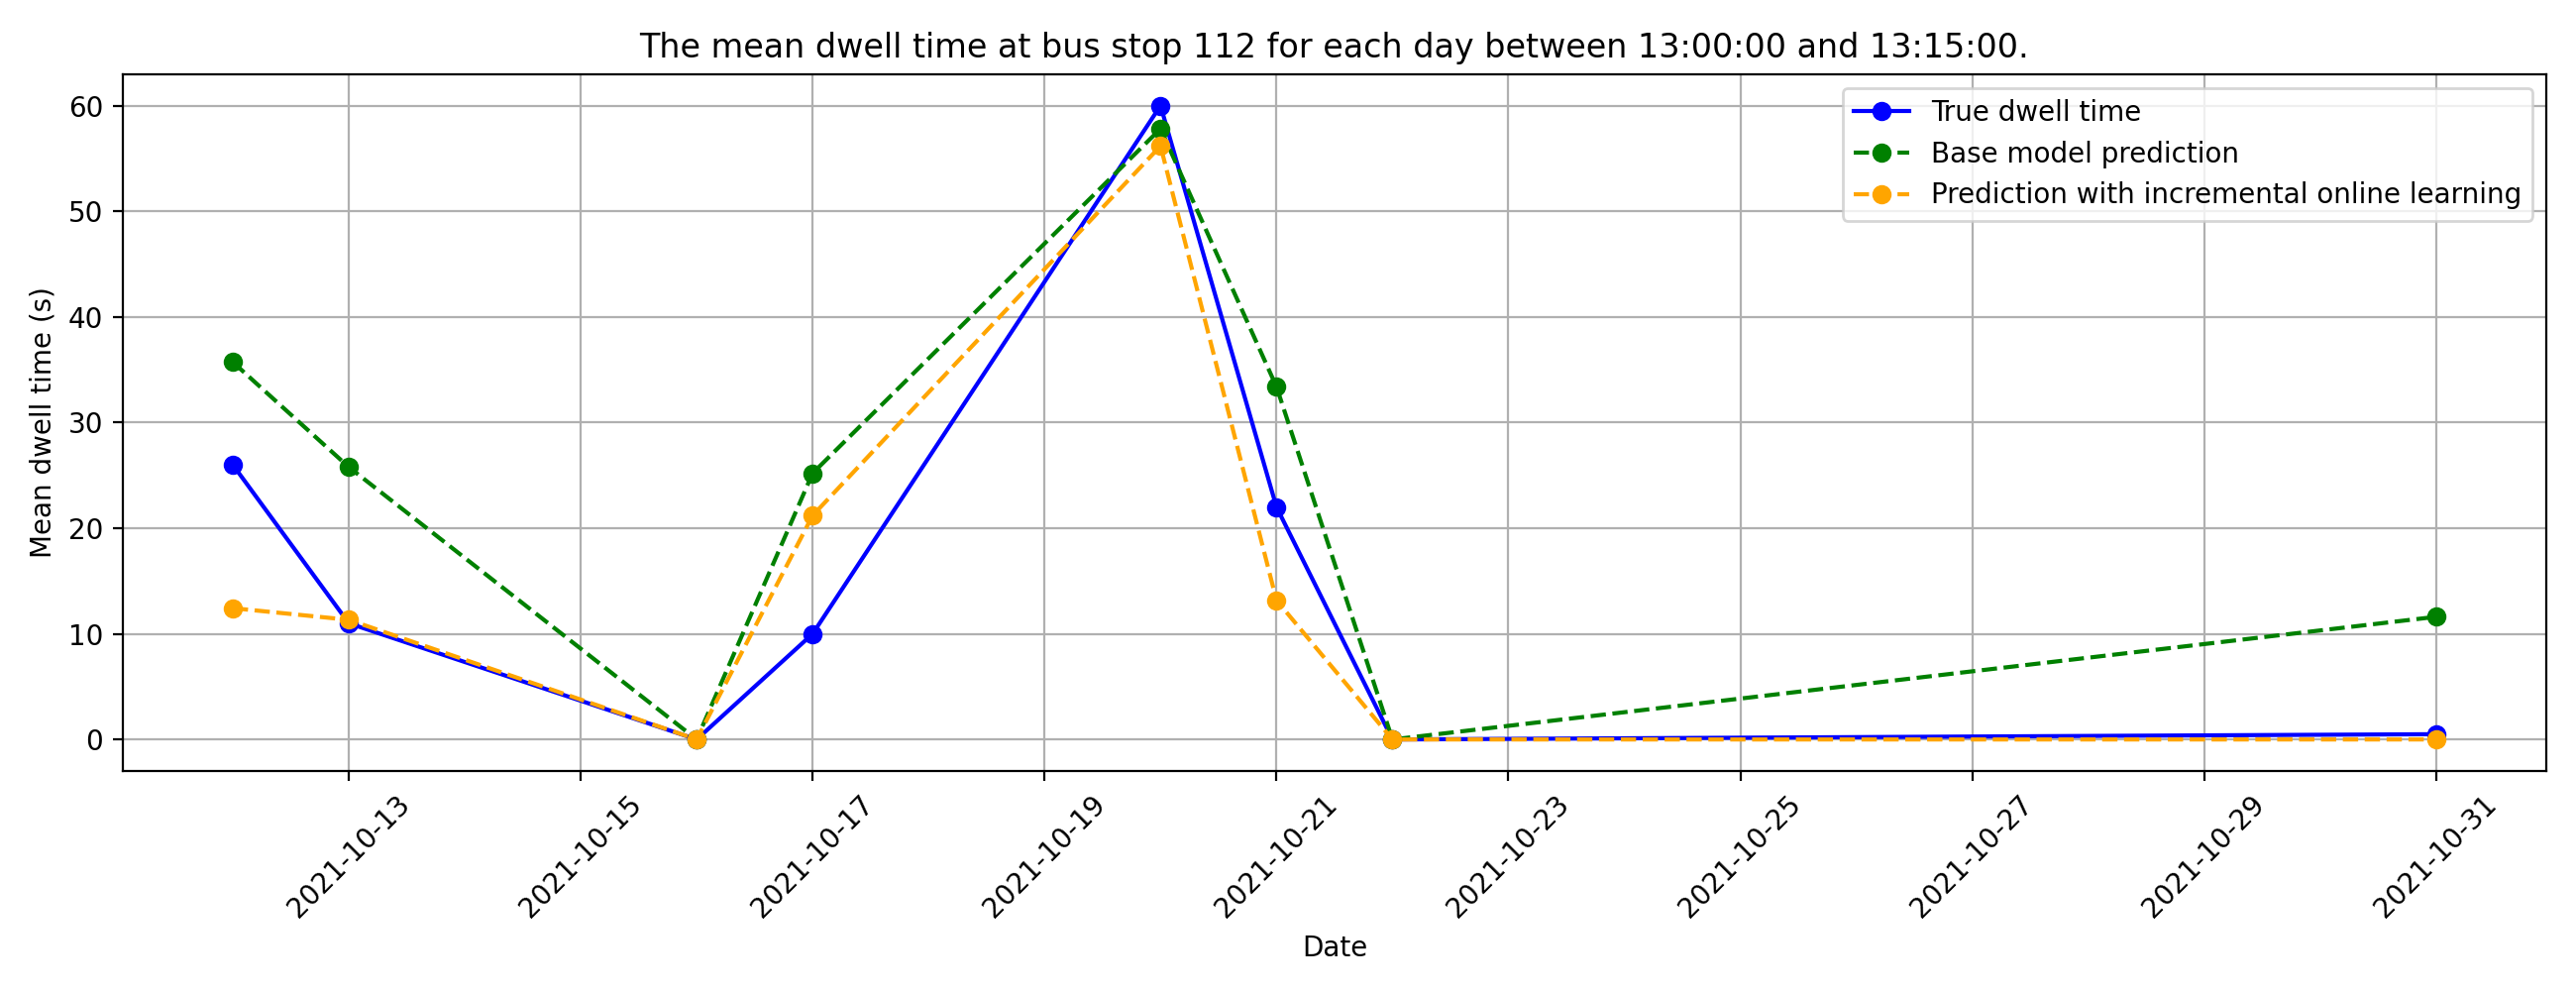 The mean dwell time at bus stop 112 for each day between 13:00:00 and 13:15:00.
True dwell time
Base model prediction
Prediction with incremental online learning
Mean dwell time (s)
60
50
40
30
20
10
0
2021-10-13
2021-10-15
2021-10-17
2021-10-19
2021-10-21
2021-10-23
2021-10-25
2021-10-27
2021-10-29
2021-10-31
Date